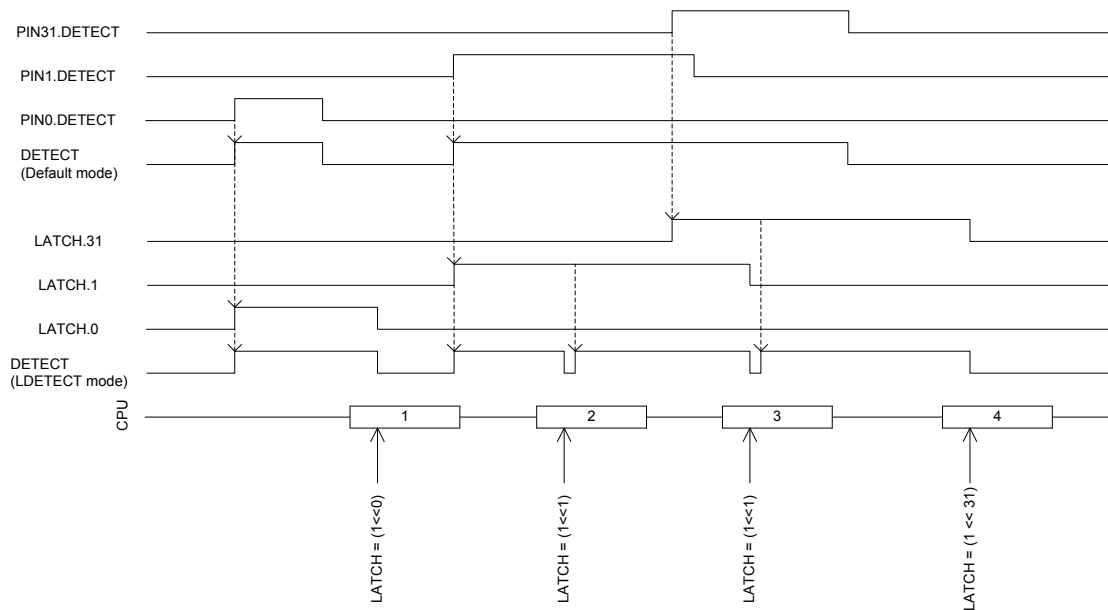 PIN31.DETECT
PIN1.DETECT
PIN0.DETECT
DETECT
(Default mode)
LATCH.31
LATCH.1
LATCH.0
DETECT
(LDETECT mode)
CPU
1
2
3
4
LATCH = (1<<0)
LATCH = (1<<1)
LATCH = (1<<1)
LATCH = (1 << 31)